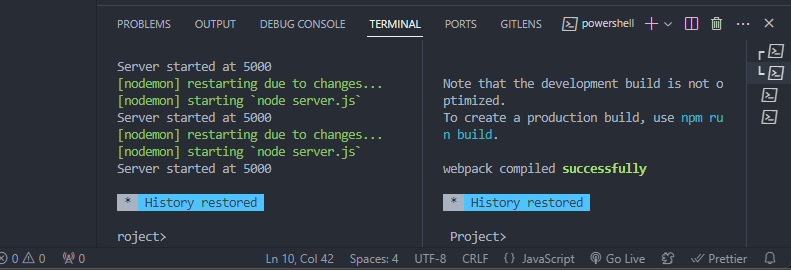 PROBLEMS OUTPUT DEBUG CONSOLE TERMINAL PORTS GITLENS powershell
Server started at 5000
[nodemon] restarting due to changes...
[nodemon] starting `node server.js`
Server started at 5000
[nodemon] restarting due to changes...
[nodemon] starting `node server.js`
Server started at 5000
* History restored
roject>
Note that the development build is not o
ptimized.
To create a production build, use npm ru
n build.
webpack compiled successfully
* History restored
Project>
0 0 0 Ln 10, Col 42 Spaces: 4 UTF-8 CRLF {} JavaScript Go Live Prettier